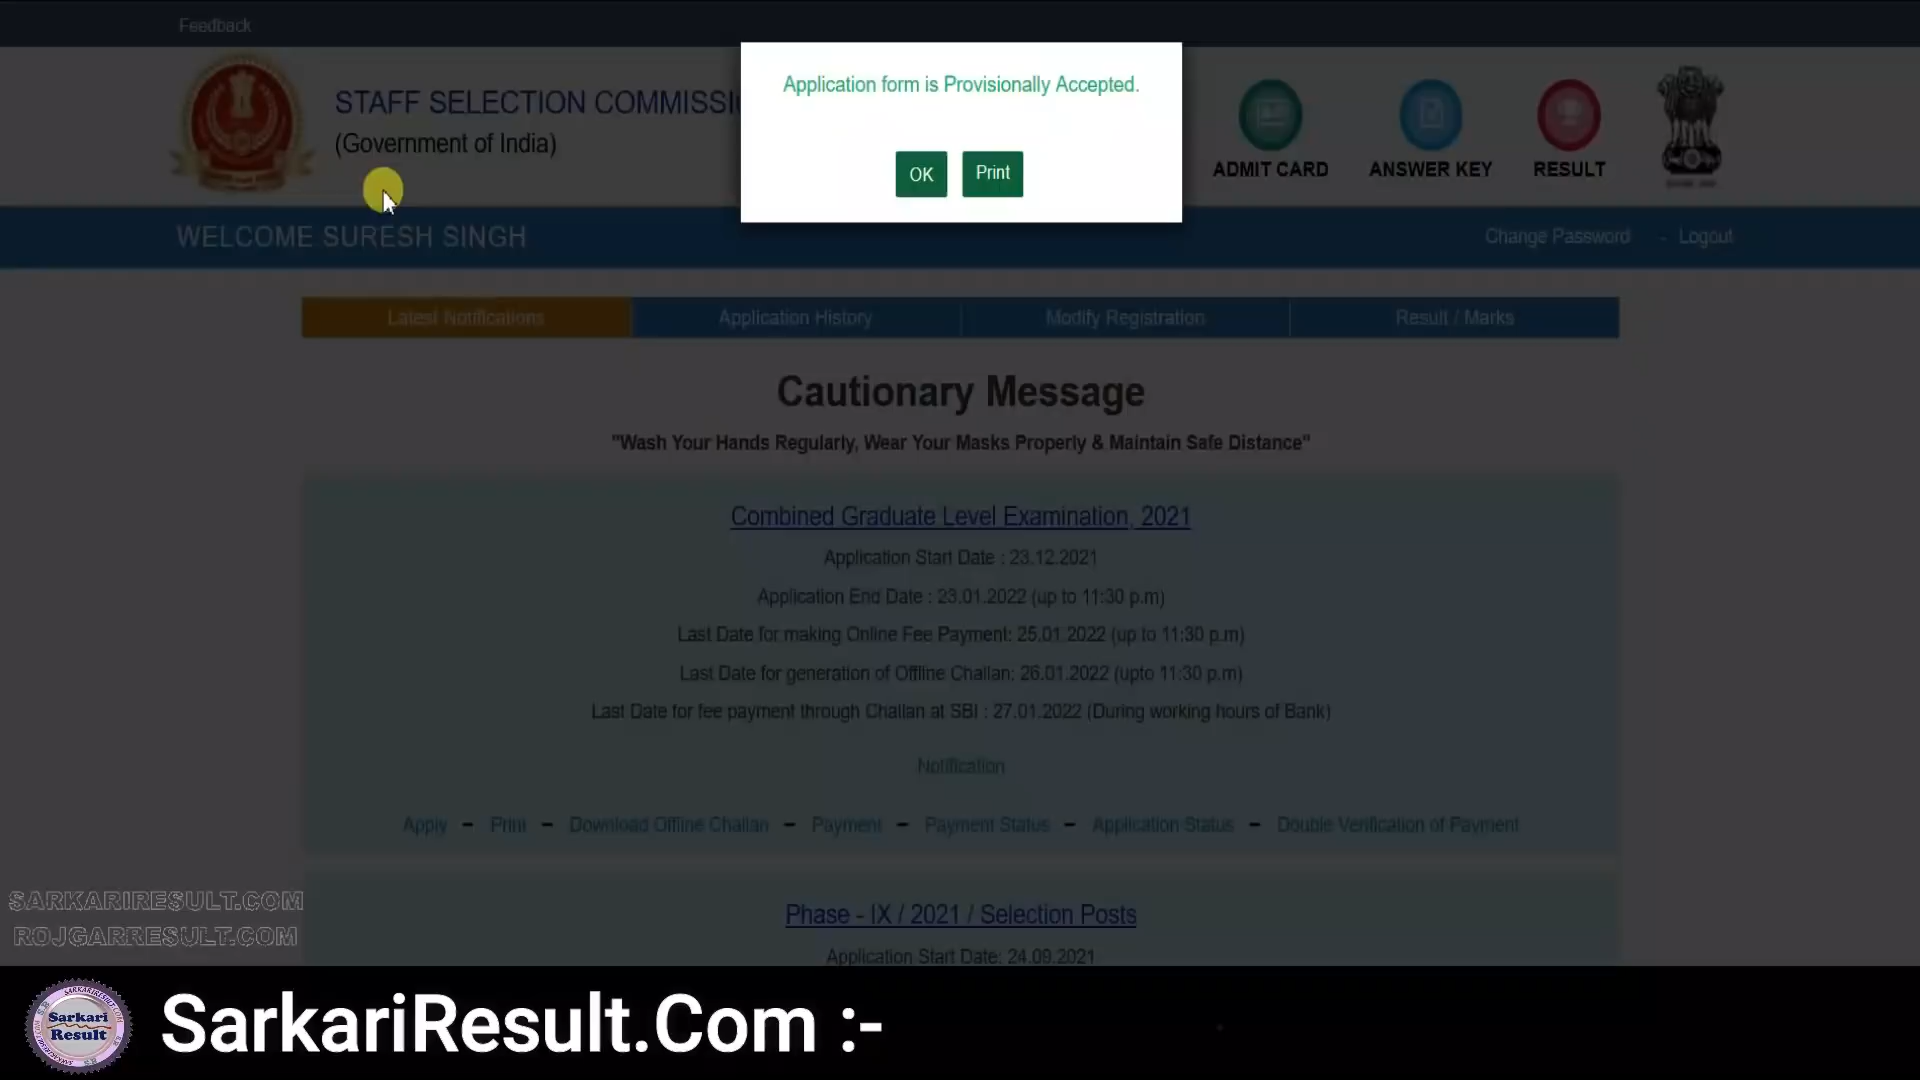 Feedback
STAFF SELECTION COMMISSI
(Government of India)
Application form is Provisionally Accepted.
OK
Print
ADMIT CARD
ANSWER KEY
RESULT
WELCOME SURESH SINGH
Change Password - Logout
Latest Notifications
Application History
Modify Registration
Result / Marks
Cautionary Message
"Wash Your Hands Regularly, Wear Your Masks Properly & Maintain Safe Distance"
Combined Graduate Level Examination, 2021
Application Start Date : 23.12.2021
Application End Date : 23.01.2022 (up to 11:30 p.m)
Last Date for making Online Fee Payment: 25.01.2022 (up to 11:30 p.m)
Last Date for generation of Offline Challan: 26.01.2022 (upto 11:30 p.m)
Last Date for fee payment through Challan at SBI : 27.01.2022 (During working hours of Bank)
Notification
Apply - Print - Download Offline Challan - Payment - Payment Status - Application Status - Double Verification of Payment
Phase - IX / 2021 / Selection Posts
Application Start Date: 24.09.2021
SARKARIRESULT.COM
ROJGARRESULT.COM
Sarkari
Result
SarkariResult.Com :-